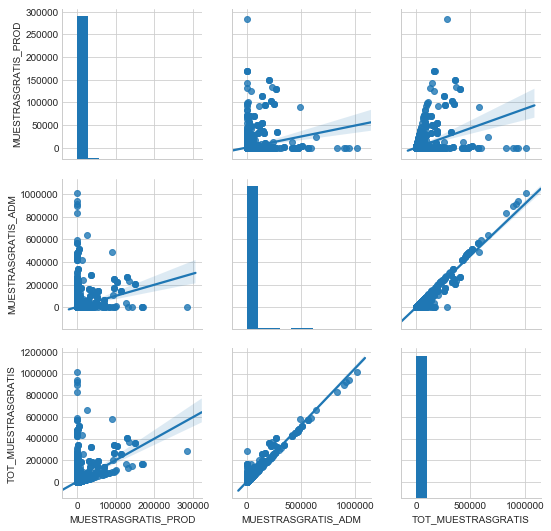 MUESTRASGRATIS_PROD
300000
250000
200000
150000
100000
50000
0
MUESTRASGRATIS_ADM
1000000
800000
600000
400000
200000
0
TOT_MUESTRASGRATIS
1200000
1000000
800000
600000
400000
200000
0
0 100000 200000 300000
0 500000 1000000
0 500000 1000000
MUESTRASGRATIS_PROD MUESTRASGRATIS_ADM TOT_MUESTRASGRATIS